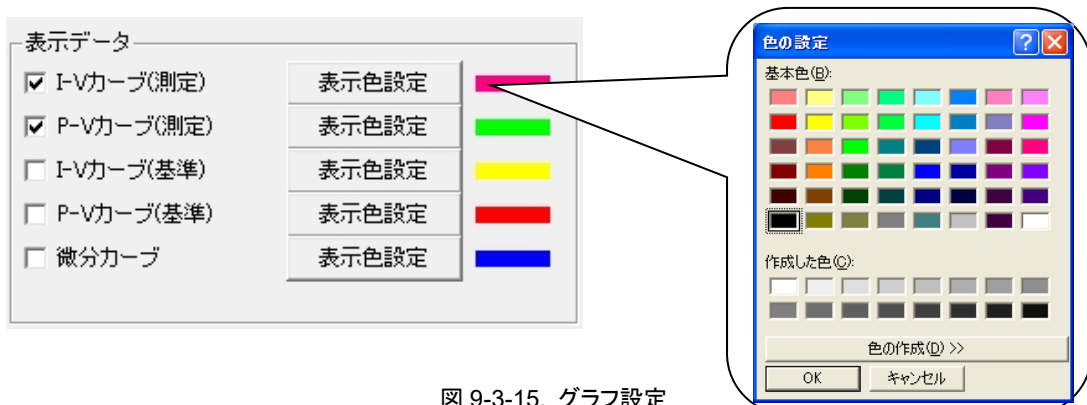 表示データ
I-Vカーブ(測定) 表示色設定
P-Vカーブ(測定) 表示色設定
I-Vカーブ(基準) 表示色設定
P-Vカーブ(基準) 表示色設定
微分カーブ 表示色設定
色の設定
基本色(B):
作成した色(C):
色の作成(D) >>
OK キャンセル
図 9-3-15. グラフ設定